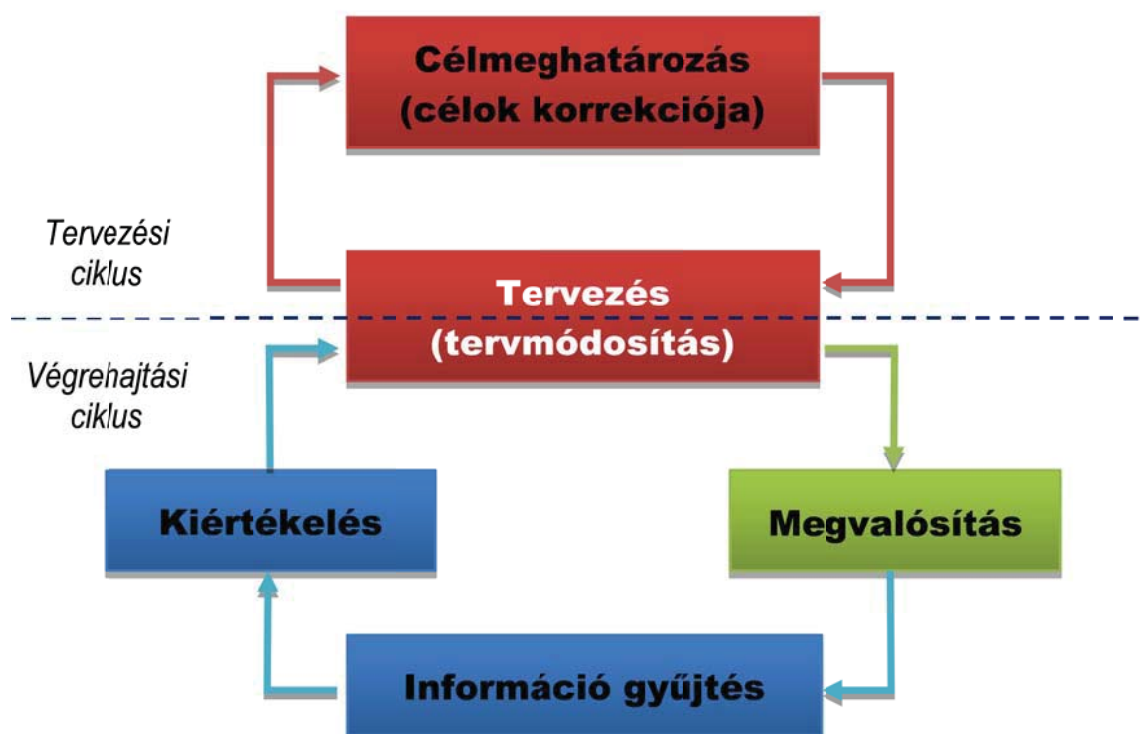 Célmeghatározás
(célok korrekciója)
Tervezési
ciklus
Tervezés
(tervmódosítás)
Végrehajtási
ciklus
Kiértékelés
Megvalósítás
Információ gyűjtés